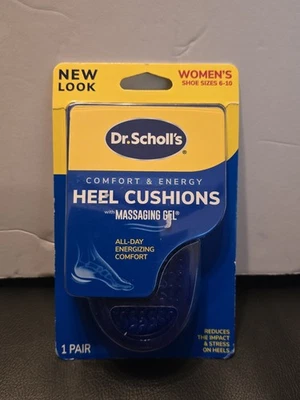 NEW
LOOK
WOMEN'S
SHOE SIZES 6-10
Dr. Scholl's®
COMFORT & ENERGY
HEEL CUSHIONS
with MASSAGING GEL®
ALL-DAY
ENERGIZING
COMFORT
1 PAIR
REDUCES
THE IMPACT
& STRESS
ON HEELS